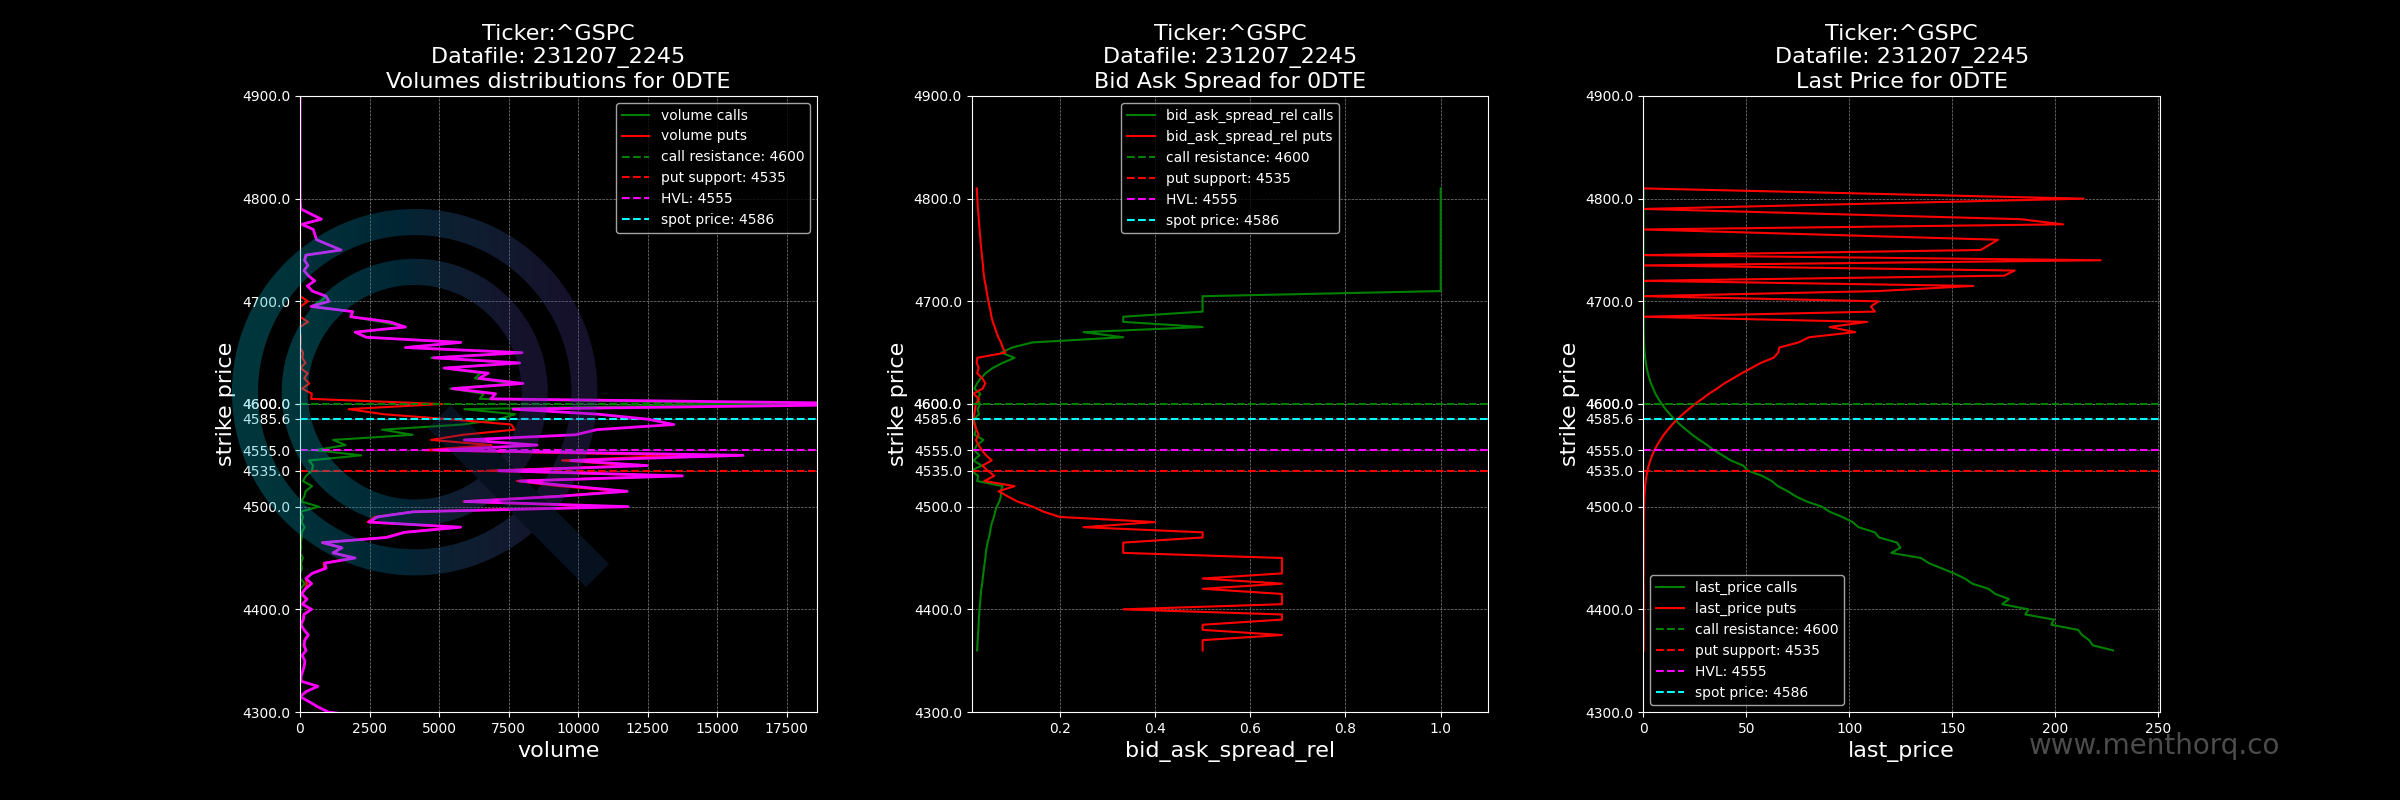 Ticker:^GSPC
Datafile: 231207_2245
Volumes distributions for 0DTE
4900.0
4800.0
4700.0
4600.0
4585.6
4555.0
4535.0
4500.0
4400.0
4300.0
strike price
volume calls
volume puts
call resistance: 4600
put support: 4535
HVL: 4555
spot price: 4586
0
2500
5000
7500
10000
12500
15000
17500
volume
Ticker:^GSPC
Datafile: 231207_2245
Bid Ask Spread for 0DTE
4900.0
4800.0
4700.0
4600.0
4585.6
4555.0
4535.0
4500.0
4400.0
4300.0
strike price
bid_ask_spread_rel calls
bid_ask_spread_rel puts
call resistance: 4600
put support: 4535
HVL: 4555
spot price: 4586
0.2
0.4
0.6
0.8
1.0
bid_ask_spread_rel
Ticker:^GSPC
Datafile: 231207_2245
Last Price for 0DTE
4900.0
4800.0
4700.0
4600.0
4585.6
4555.0
4535.0
4500.0
4400.0
4300.0
strike price
last_price calls
last_price puts
call resistance: 4600
put support: 4535
HVL: 4555
spot price: 4586
0
50
100
150
200
250
last_price
www.menthorq.co